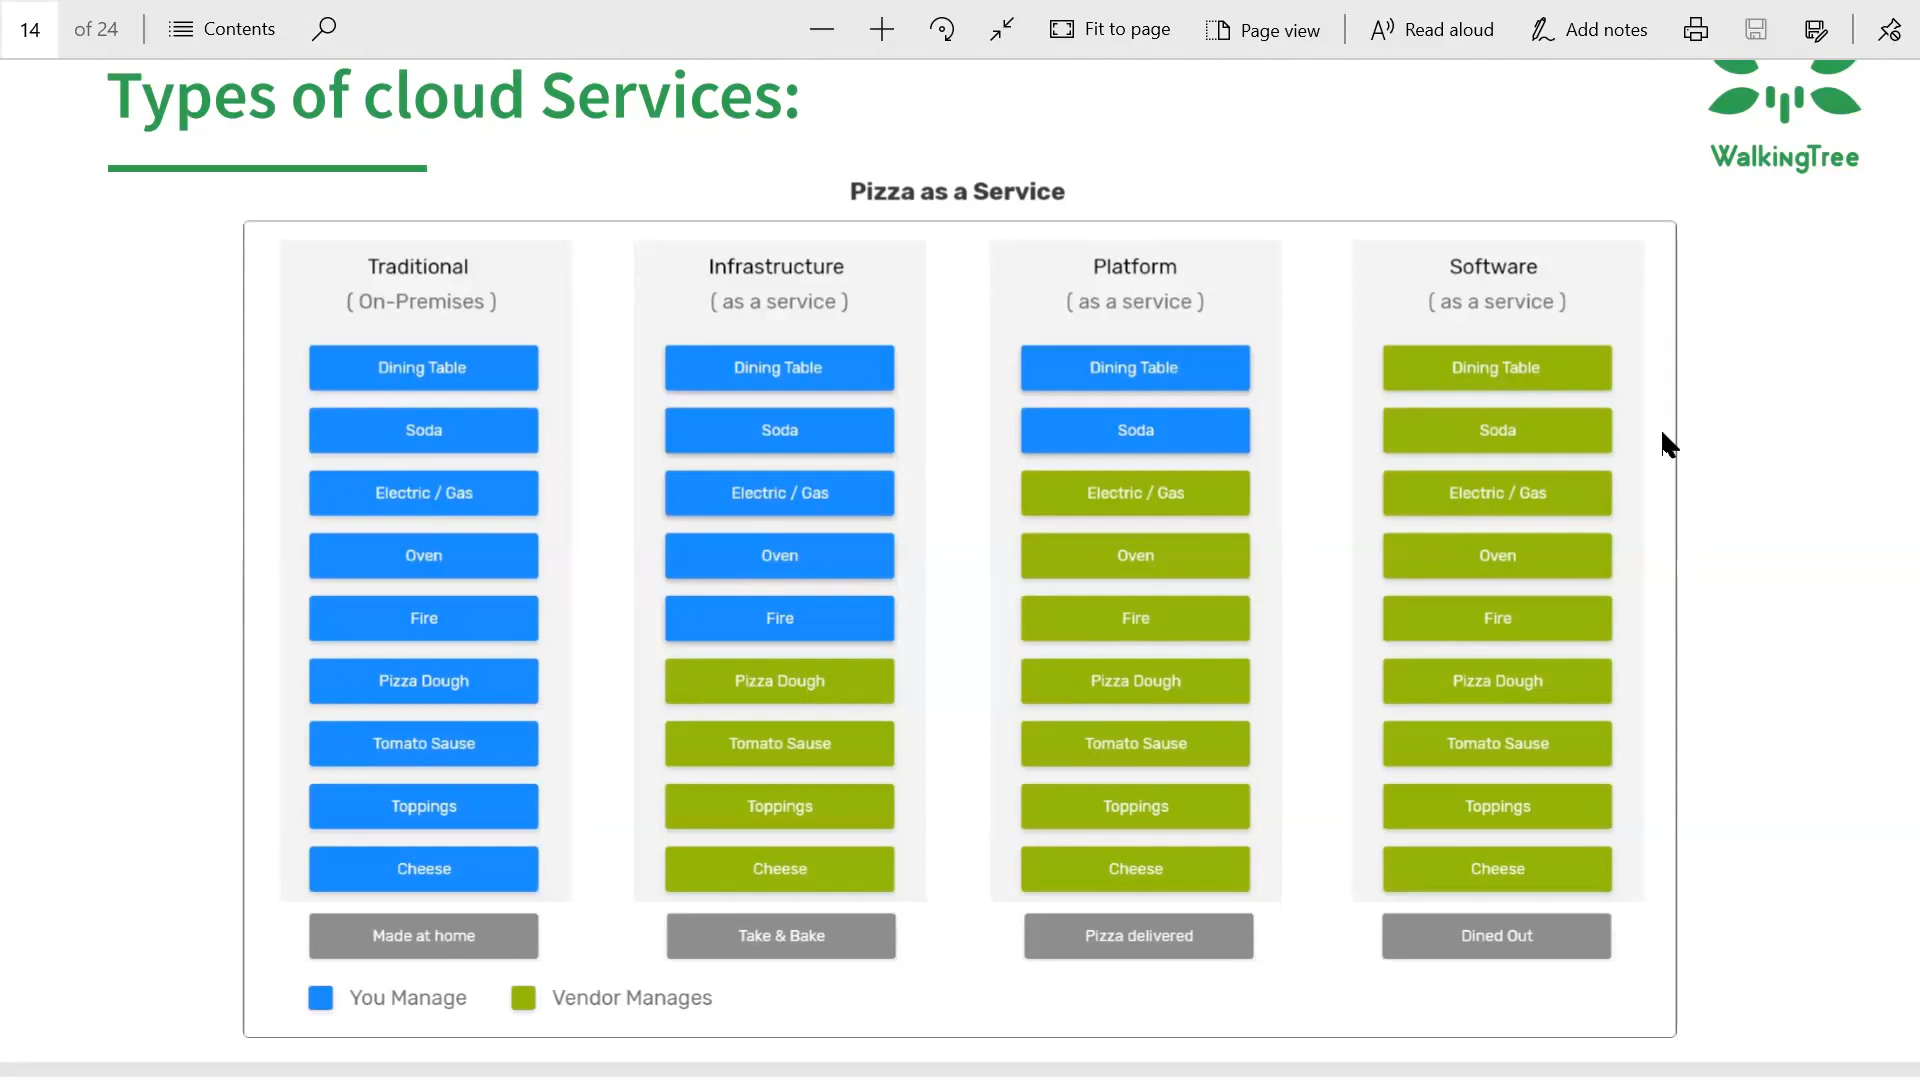 14 of 24 Contents Fit to page Page view Read aloud Add notes
Types of cloud Services:
WalkingTree
Pizza as a Service
Traditional
( On-Premises )
Dining Table
Soda
Electric / Gas
Oven
Fire
Pizza Dough
Tomato Sause
Toppings
Cheese
Made at home
Infrastructure
( as a service )
Dining Table
Soda
Electric / Gas
Oven
Fire
Pizza Dough
Tomato Sause
Toppings
Cheese
Take & Bake
Platform
( as a service )
Dining Table
Soda
Electric / Gas
Oven
Fire
Pizza Dough
Tomato Sause
Toppings
Cheese
Pizza delivered
Software
( as a service )
Dining Table
Soda
Electric / Gas
Oven
Fire
Pizza Dough
Tomato Sause
Toppings
Cheese
Dined Out
You Manage
Vendor Manages